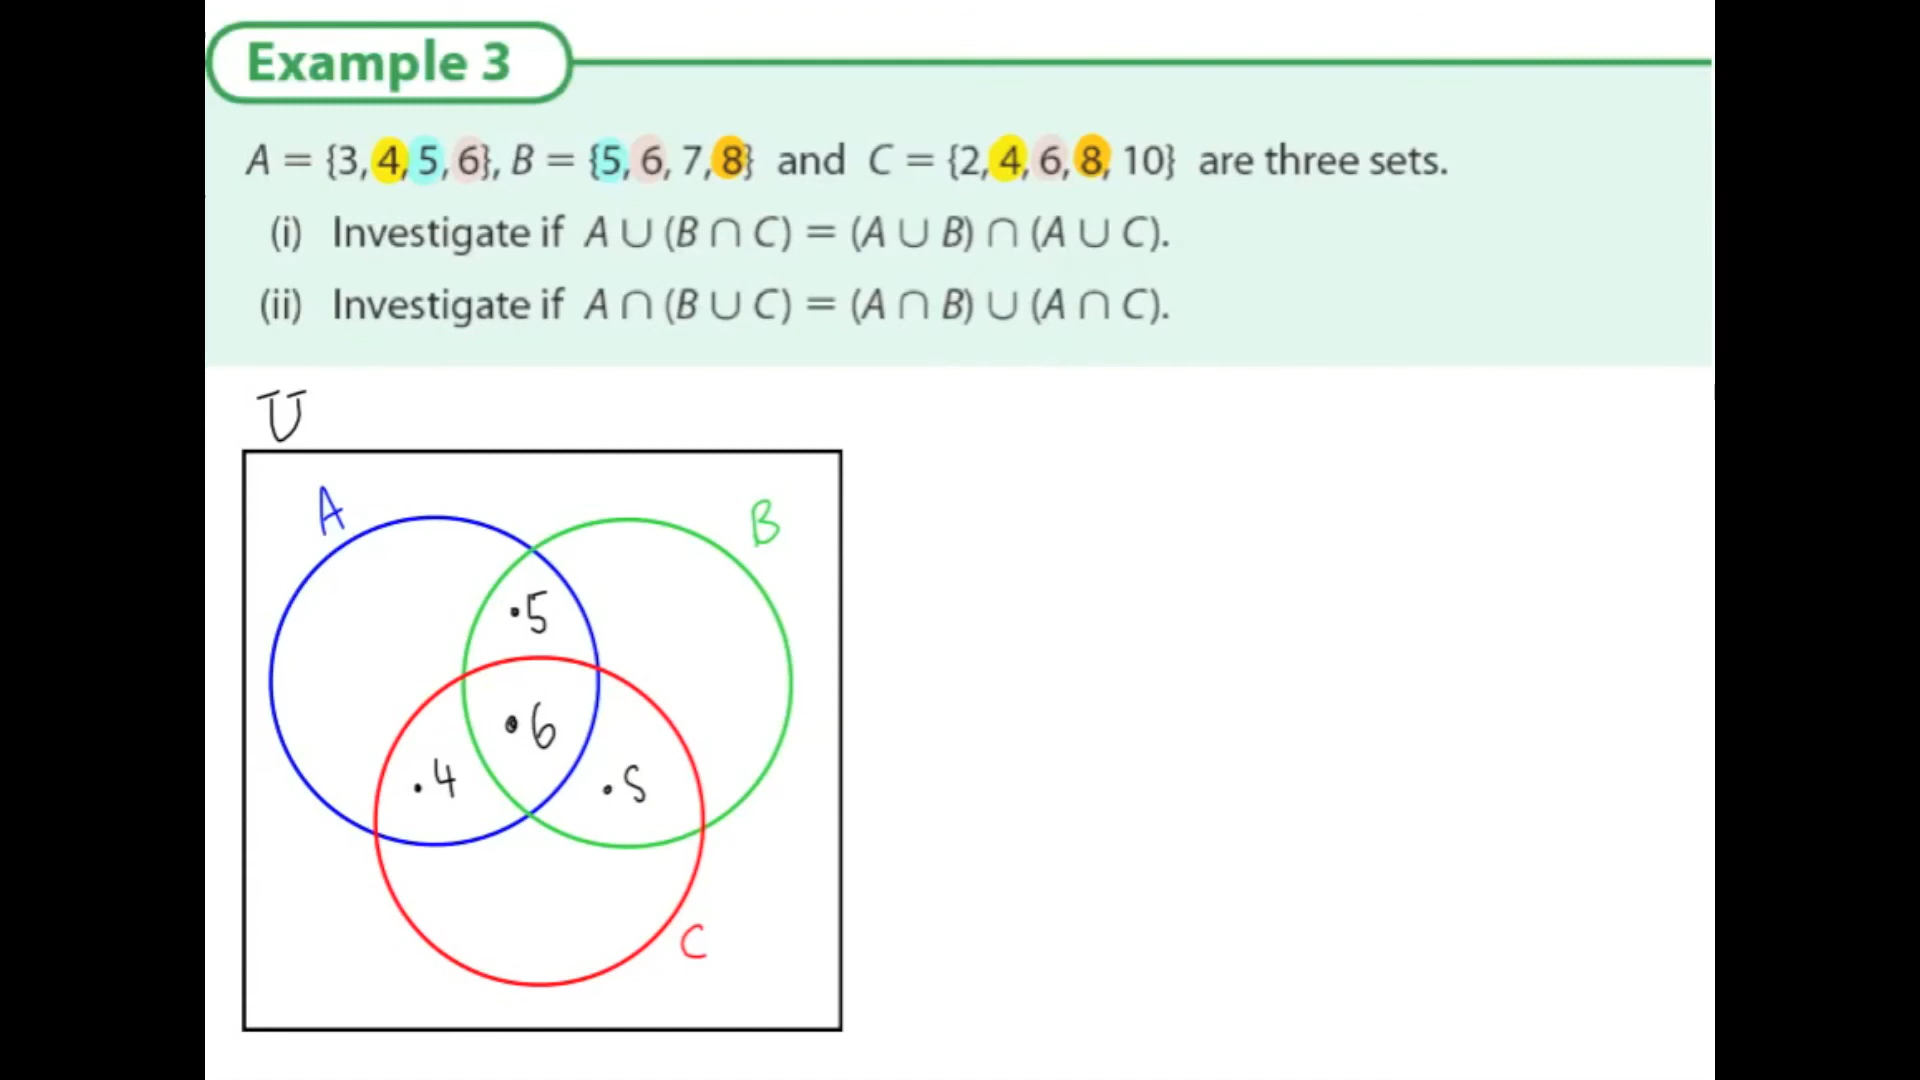 Example 3
A = {3, 4, 5, 6}, B = {5, 6, 7, 8} and C = {2, 4, 6, 8, 10} are three sets.
(i) Investigate if A ∪ (B ∩ C) = (A ∪ B) ∩ (A ∪ C).
(ii) Investigate if A ∩ (B ∪ C) = (A ∩ B) ∪ (A ∩ C).
U
A
B
.5
.6
.4
C